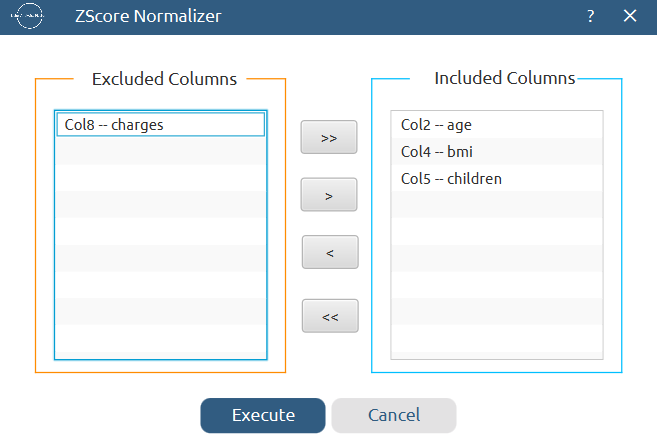 ZScore Normalizer
?
Excluded Columns
Col8 -- charges
>>
>
<
<<
Included Columns
Col2 -- age
Col4 -- bmi
Col5 -- children
Execute
Cancel